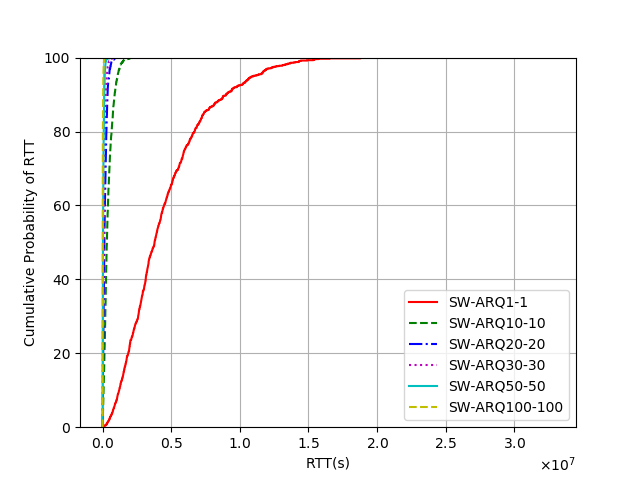 100
80
60
40
20
0
Cumulative Probability of RTT
0.0 0.5 1.0 1.5 2.0 2.5 3.0
RTT(s)
×10⁷
SW-ARQ1-1
SW-ARQ10-10
SW-ARQ20-20
SW-ARQ30-30
SW-ARQ50-50
SW-ARQ100-100